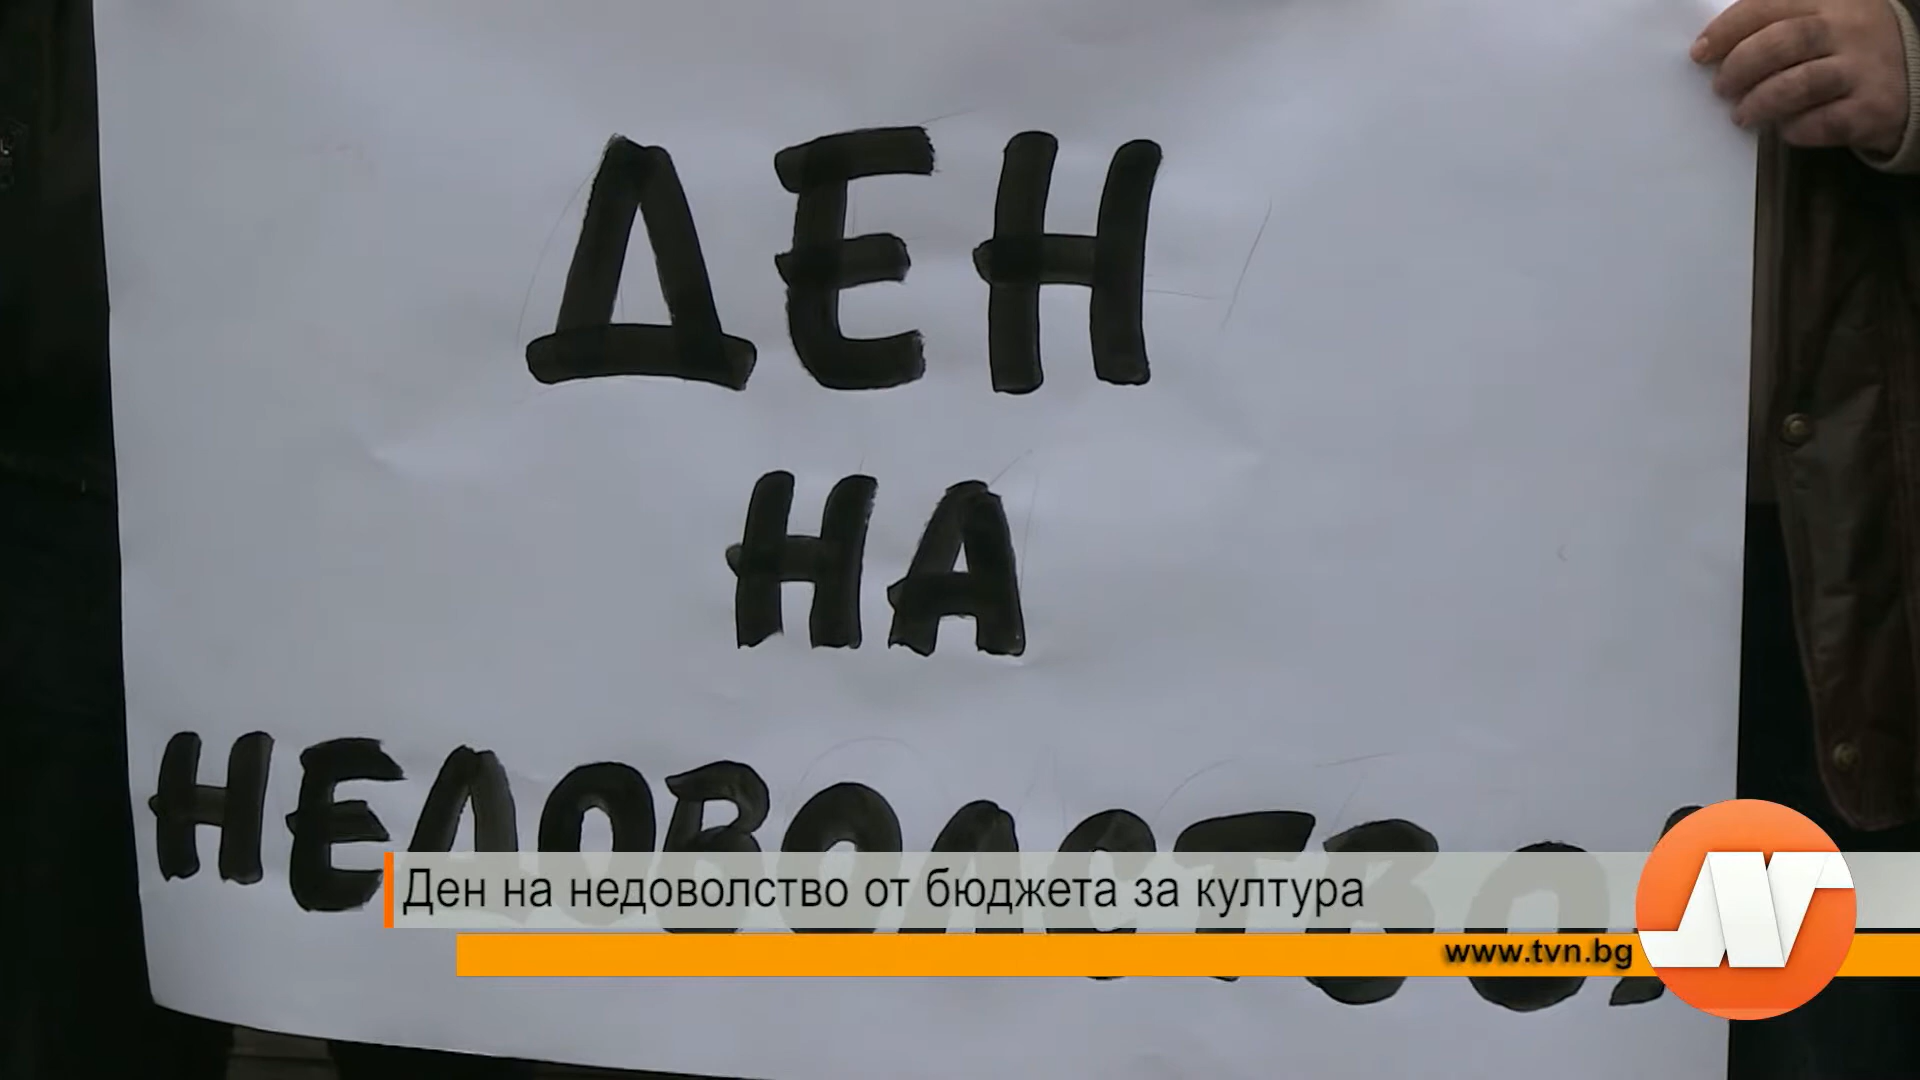 ДЕН
НА
НЕДОВОЛСТВО!
Ден на недоволство от бюджета за култура
www.tvn.bg